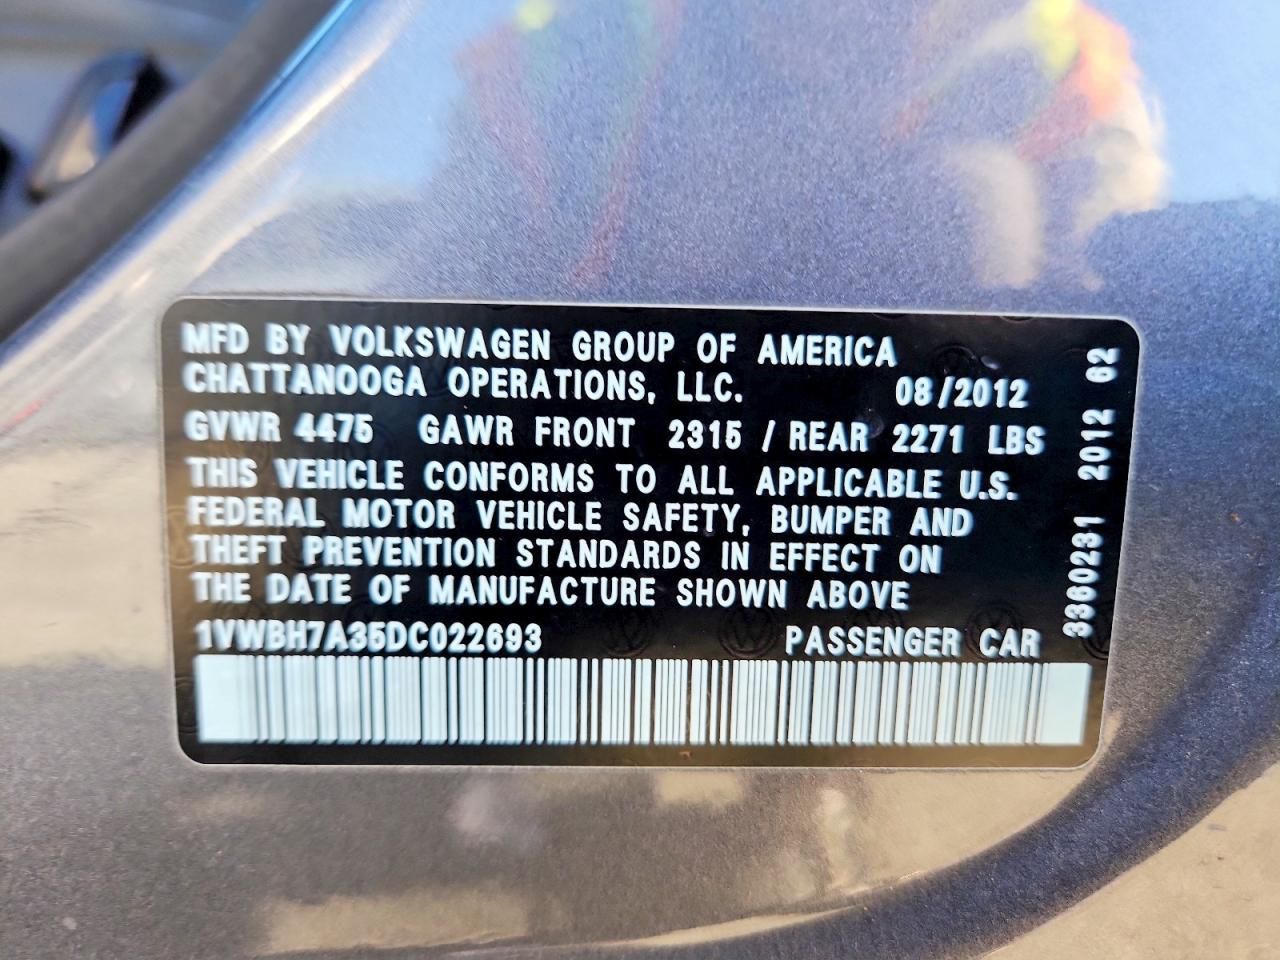 MFD BY VOLKSWAGEN GROUP OF AMERICA
CHATTANOOGA OPERATIONS, LLC. 08/2012
GVWR 4475 GAWR FRONT 2315 / REAR 2271 LBS
THIS VEHICLE CONFORMS TO ALL APPLICABLE U.S.
FEDERAL MOTOR VEHICLE SAFETY, BUMPER AND
THEFT PREVENTION STANDARDS IN EFFECT ON
THE DATE OF MANUFACTURE SHOWN ABOVE
1VWBH7A35DC022693 PASSENGER CAR
3360231 2012 62